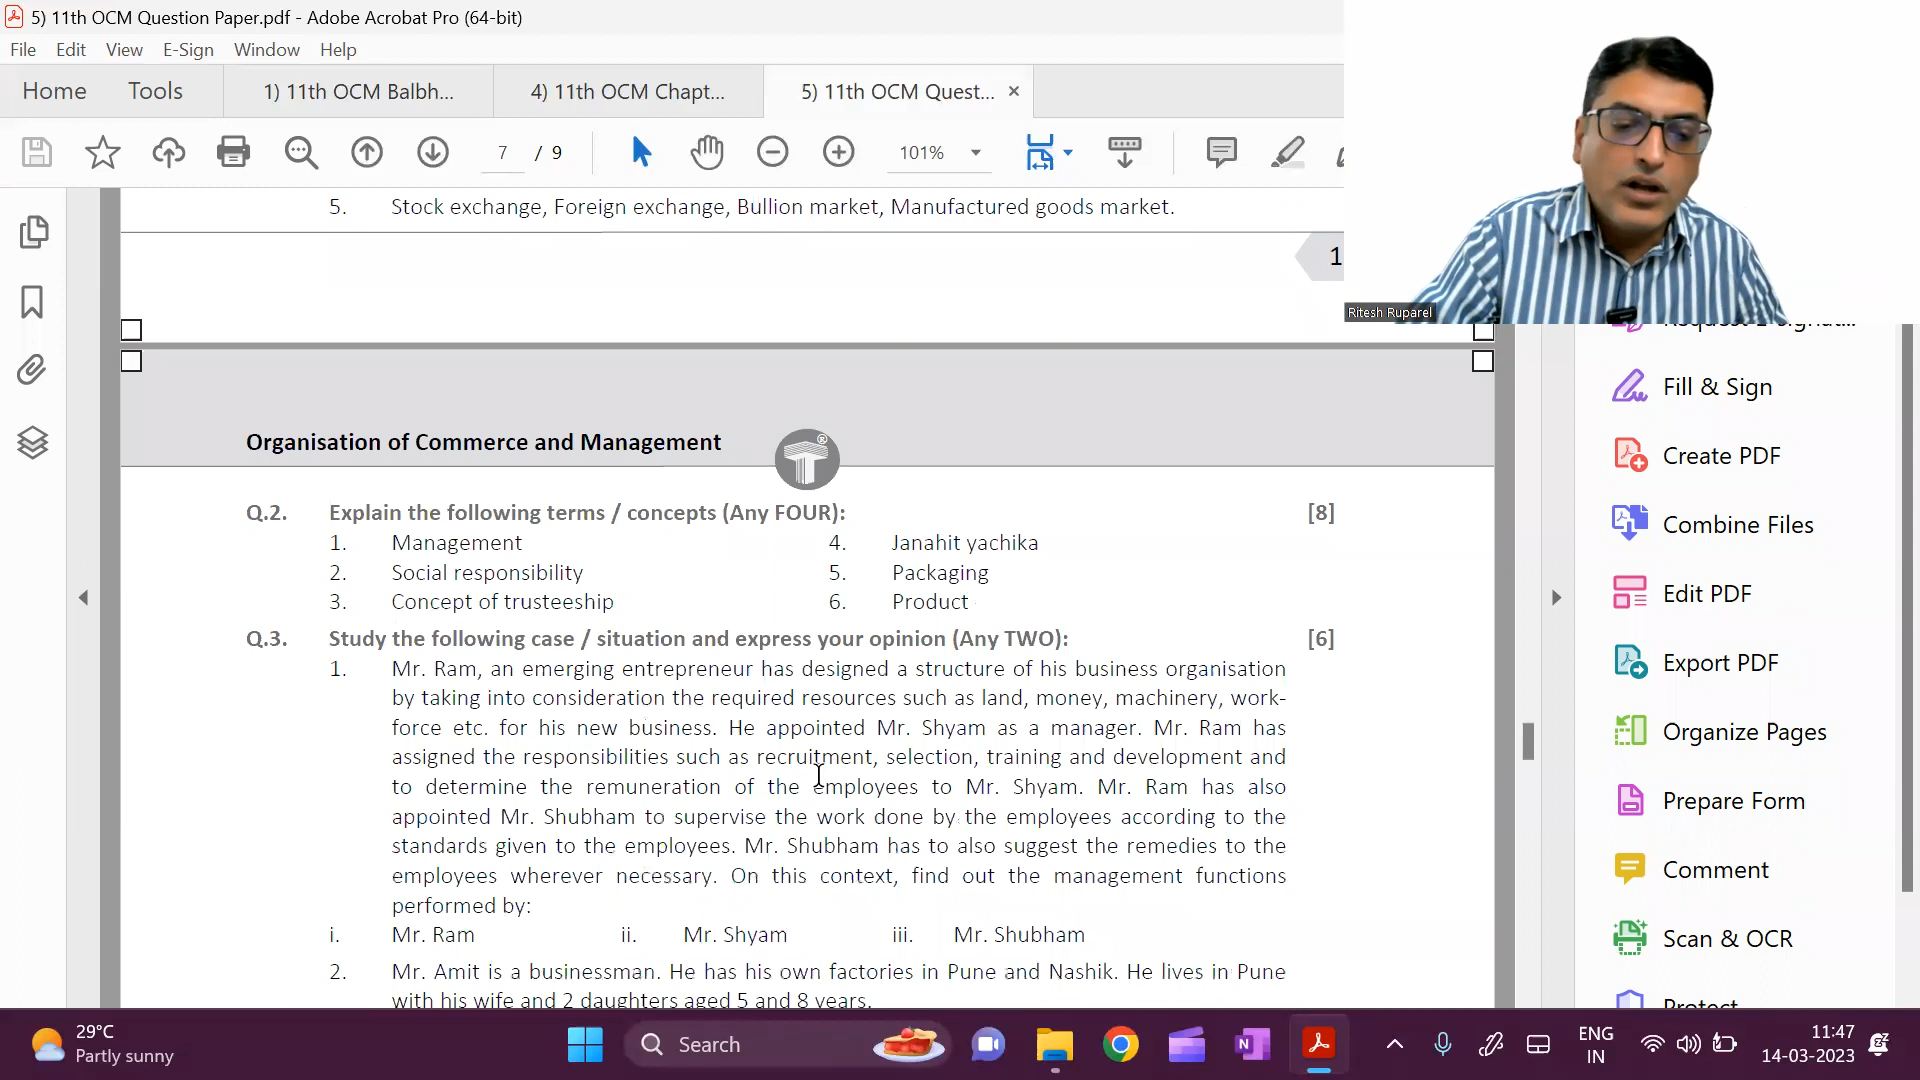 5) 11th OCM Question Paper.pdf - Adobe Acrobat Pro (64-bit)
File Edit View E-Sign Window Help
Home Tools 1) 11th OCM Balbh... 4) 11th OCM Chapt... 5) 11th OCM Quest... ×
7 / 9 101%
5. Stock exchange, Foreign exchange, Bullion market, Manufactured goods market.
1
Ritesh Ruparel
Organisation of Commerce and Management
Q.2. Explain the following terms / concepts (Any FOUR): [8]
1. Management 4. Janahit yachika
2. Social responsibility 5. Packaging
3. Concept of trusteeship 6. Product
Q.3. Study the following case / situation and express your opinion (Any TWO): [6]
1. Mr. Ram, an emerging entrepreneur has designed a structure of his business organisation
by taking into consideration the required resources such as land, money, machinery, work-
force etc. for his new business. He appointed Mr. Shyam as a manager. Mr. Ram has
assigned the responsibilities such as recruitment, selection, training and development and
to determine the remuneration of the employees to Mr. Shyam. Mr. Ram has also
appointed Mr. Shubham to supervise the work done by the employees according to the
standards given to the employees. Mr. Shubham has to also suggest the remedies to the
employees wherever necessary. On this context, find out the management functions
performed by:
i. Mr. Ram ii. Mr. Shyam iii. Mr. Shubham
2. Mr. Amit is a businessman. He has his own factories in Pune and Nashik. He lives in Pune
with his wife and 2 daughters aged 5 and 8 years.
Fill & Sign
Create PDF
Combine Files
Edit PDF
Export PDF
Organize Pages
Prepare Form
Comment
Scan & OCR
Protect
29°C
Partly sunny
Search
ENG
IN
11:47
14-03-2023